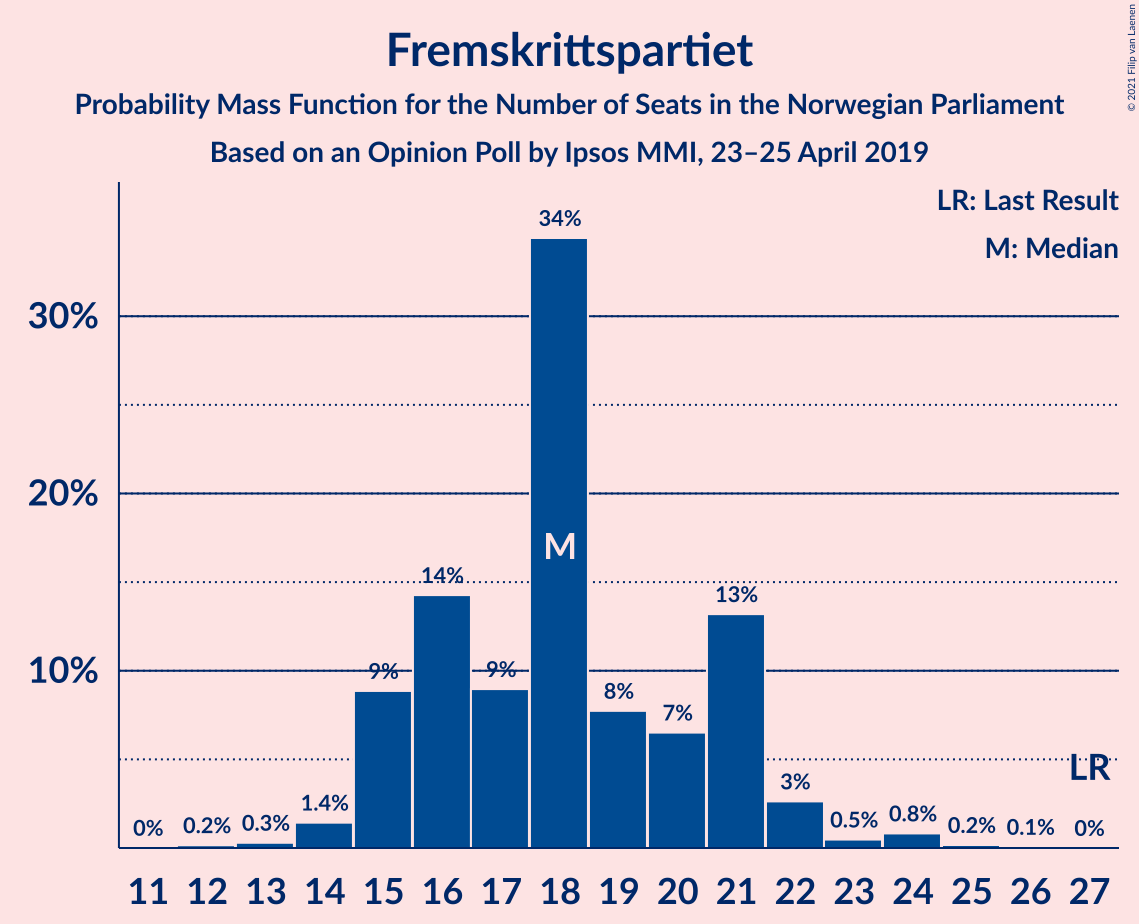 Fremskrittspartiet
Probability Mass Function for the Number of Seats in the Norwegian Parliament
Based on an Opinion Poll by Ipsos MMI, 23–25 April 2019
© 2021 Filip van Laenen
LR: Last Result
M: Median
34%
30%
20%
M
14%
13%
10%
9%
9%
8%
7%
LR
3%
1.4%
0%
0.2%
0.3%
0.5%
0.8%
0.2%
0.1%
0%
11 12 13 14 15 16 17 18 19 20 21 22 23 24 25 26 27